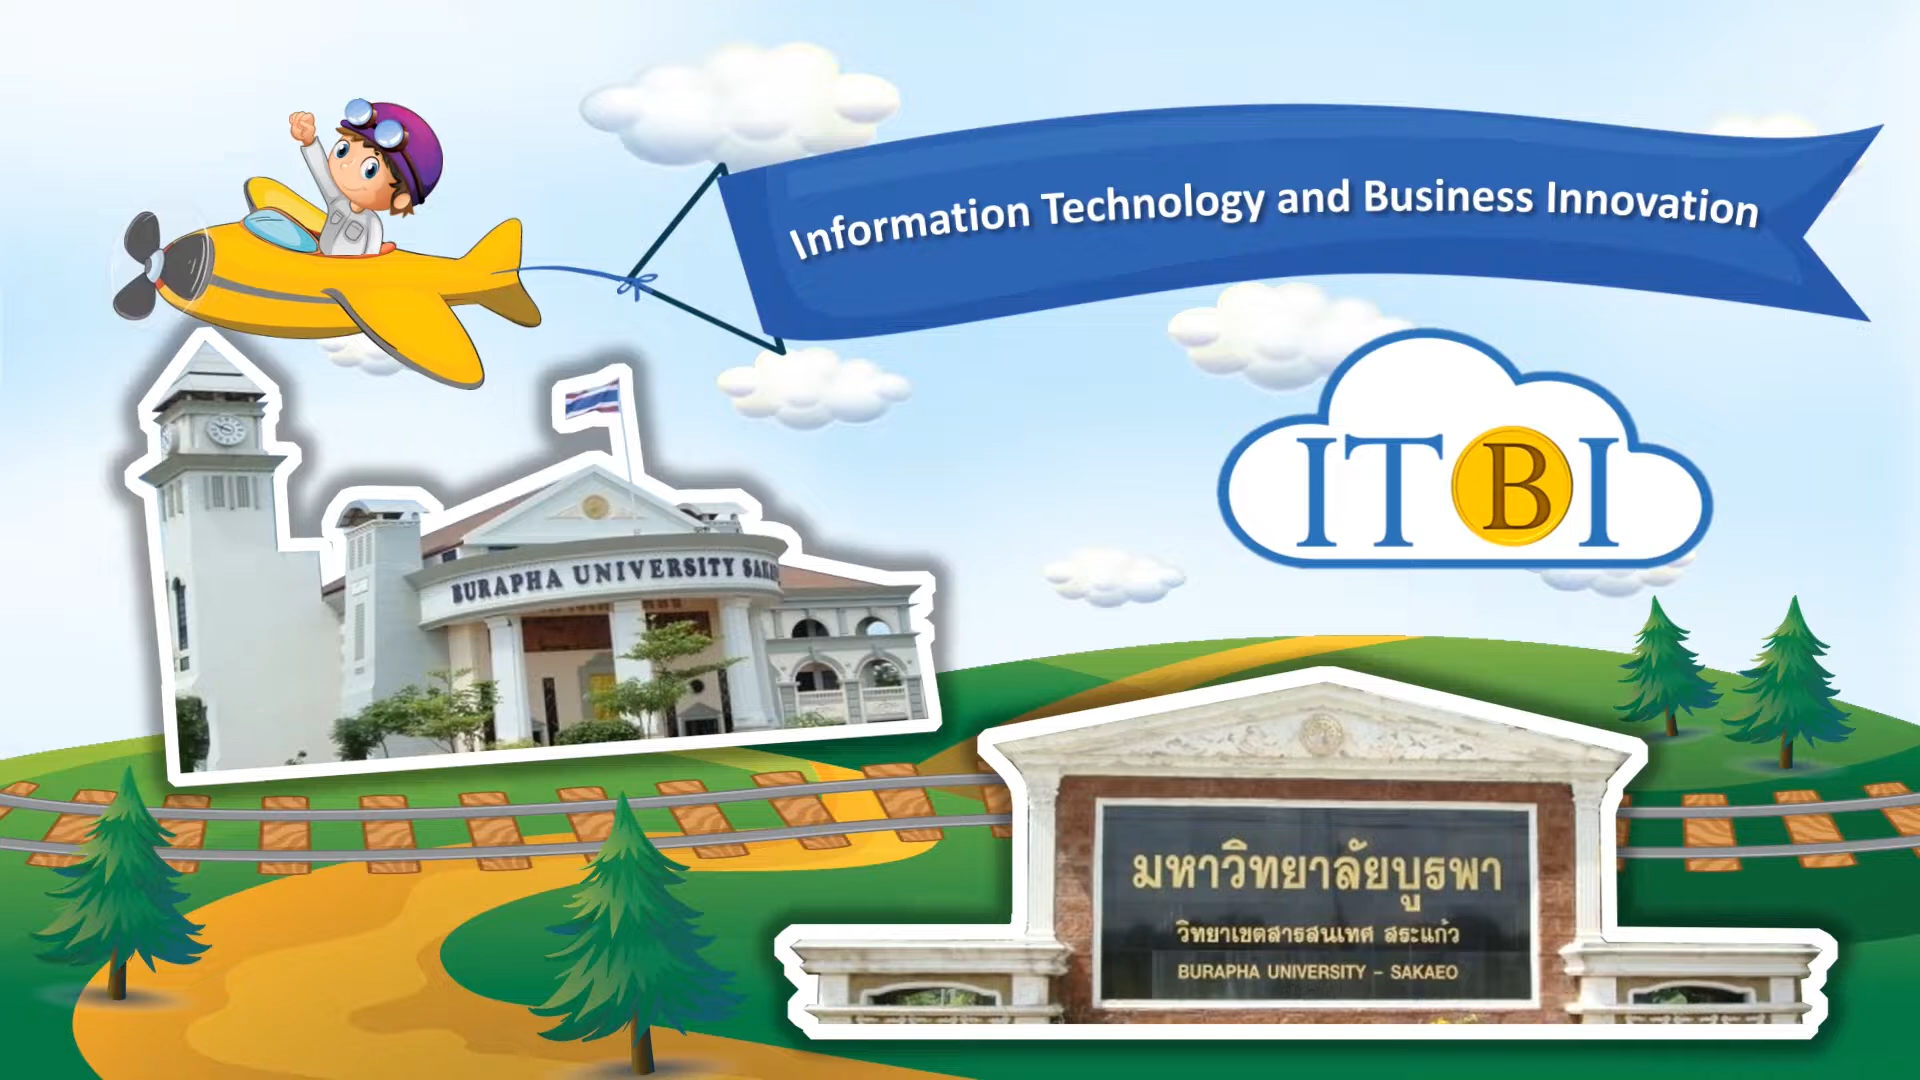 Information Technology and Business Innovation
ITBI
BURAPHA UNIVERSITY
มหาวิทยาลัยบูรพา
วิทยาเขตสารสนเทศ สระแก้ว
BURAPHA UNIVERSITY - SAKAEO